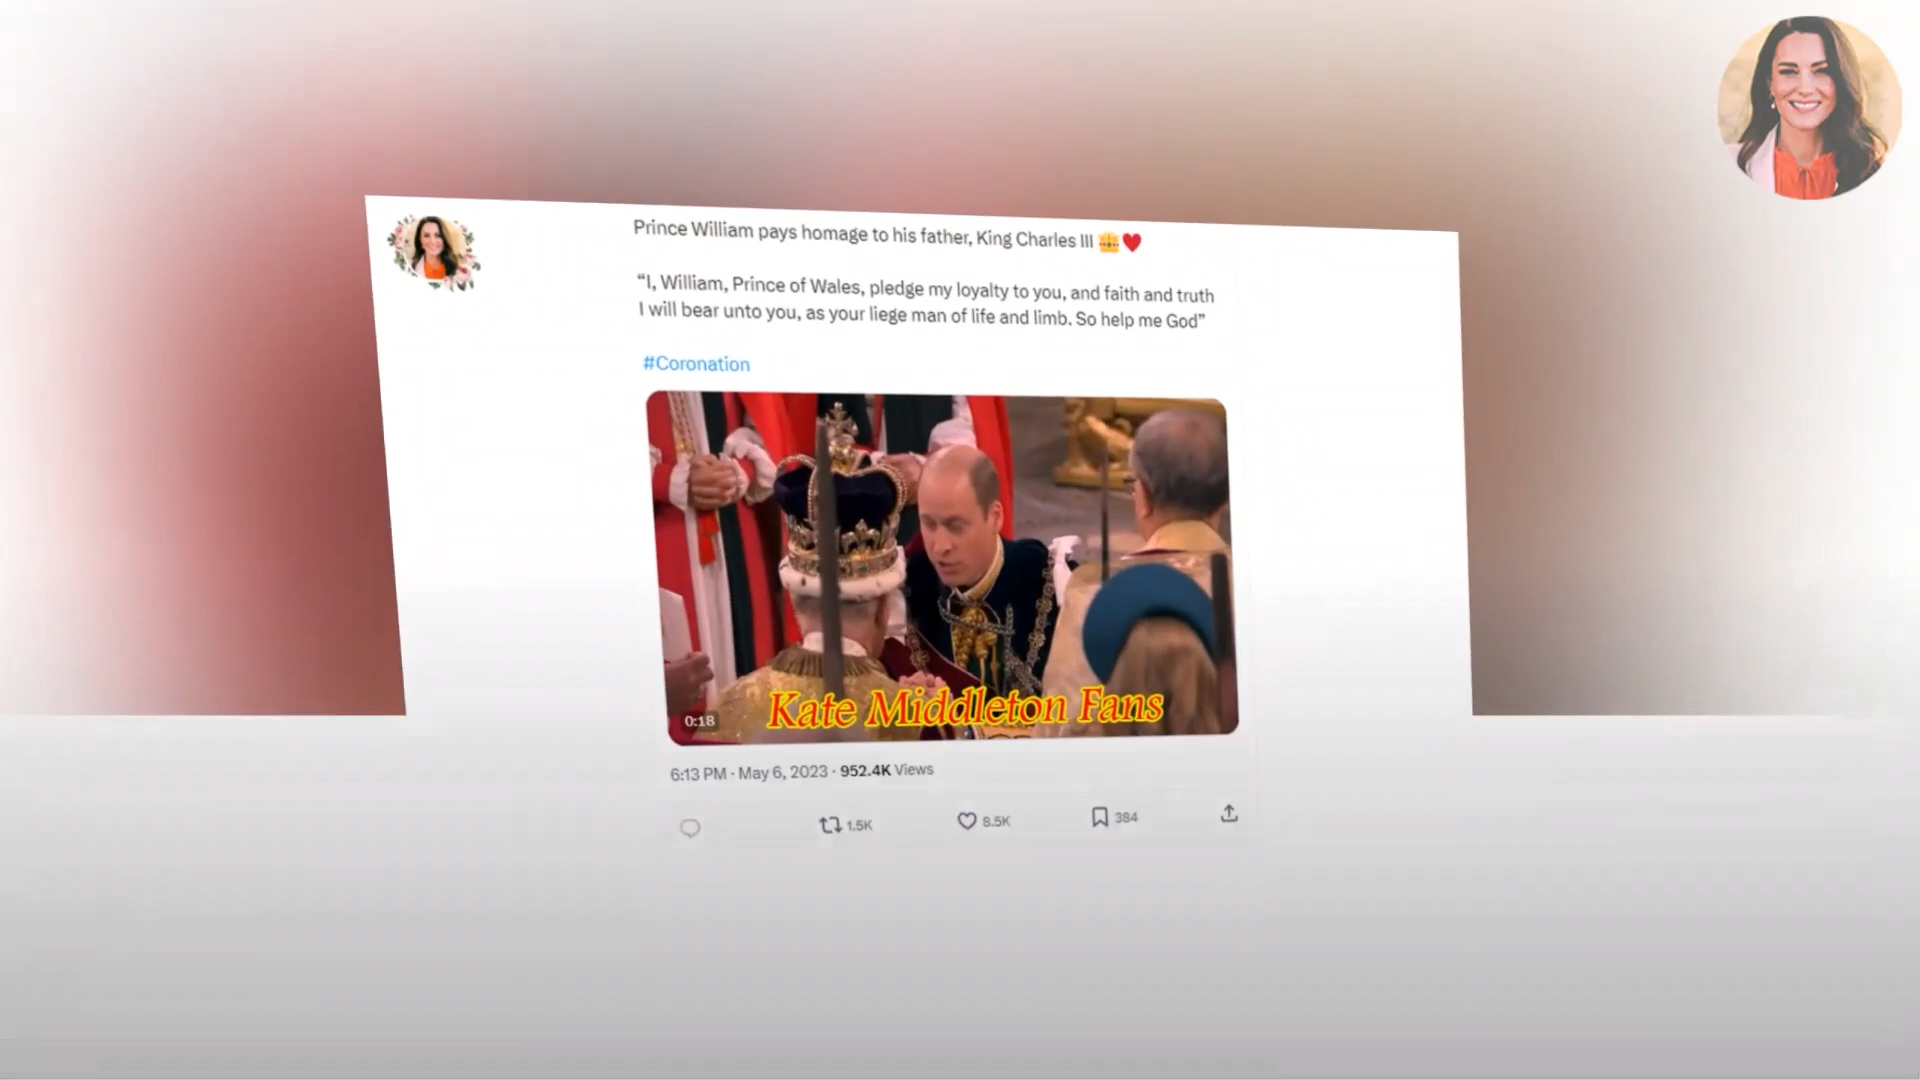 Prince William pays homage to his father, King Charles III 👑❤️
“I, William, Prince of Wales, pledge my loyalty to you, and faith and truth
I will bear unto you, as your liege man of life and limb. So help me God”
#Coronation
Kate Middleton Fans
0:18
6:13 PM · May 6, 2023 · 952.4K Views
1.5K 8.5K 384